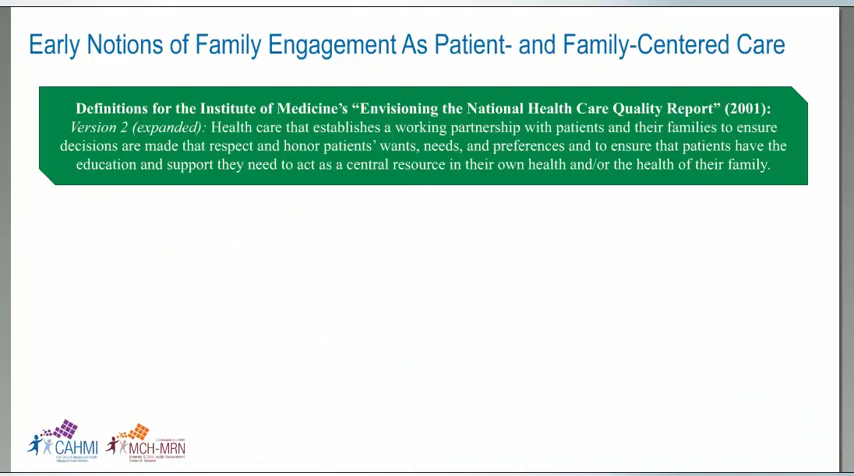 Early Notions of Family Engagement As Patient- and Family-Centered Care
Definitions for the Institute of Medicine's “Envisioning the National Health Care Quality Report” (2001):
Version 2 (expanded): Health care that establishes a working partnership with patients and their families to ensure
decisions are made that respect and honor patients' wants, needs, and preferences and to ensure that patients have the
education and support they need to act as a central resource in their own health and/or the health of their family.
CAHMI
MCH-MRN